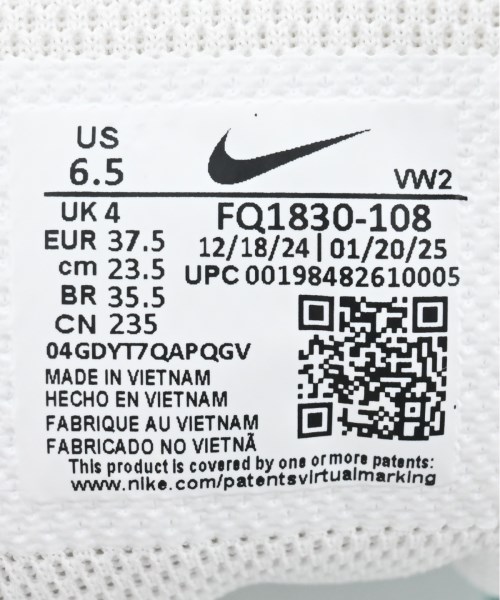 US
6.5
VW2
UK 4
EUR 37.5
cm 23.5
BR 35.5
CN 235
FQ1830-108
12/18/24 | 01/20/25
UPC 00198482610005
04GDYT7QAPQGV
MADE IN VIETNAM
HECHO EN VIETNAM
FABRIQUE AU VIETNAM
FABRICADO NO VIETNÃ
This product is covered by one or more patents:
www.nike.com/patentsvirtualmarking